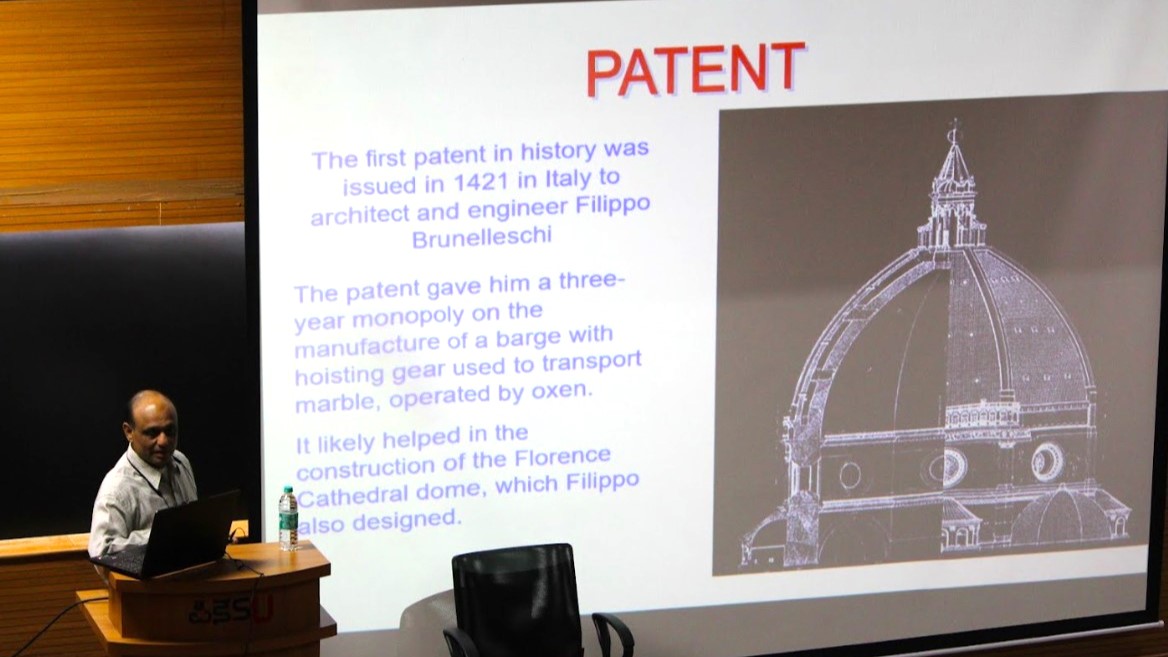 PATENT
The first patent in history was
issued in 1421 in Italy to
architect and engineer Filippo
Brunelleschi
The patent gave him a three-
year monopoly on the
manufacture of a barge with
hoisting gear used to transport
marble, operated by oxen.
It likely helped in the
construction of the Florence
Cathedral dome, which Filippo
also designed.